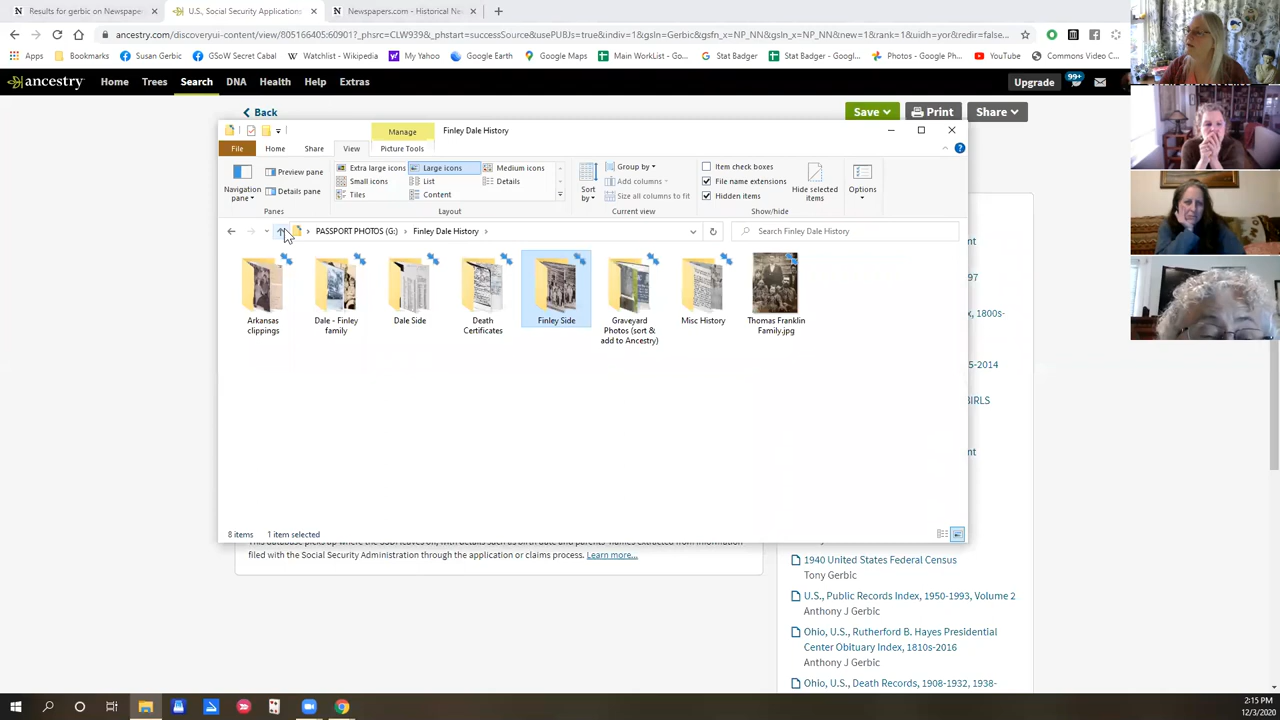 Results for gerbic on Newspaper
U.S., Social Security Applications
Newspapers.com - Historical Ne
ancestry.com/discoveryui-content/view/805166405:60901?_phsrc=CLW939&_phstart=successSource&usePUBJs=true&indiv=1&gsln=Gerbic&gsfn_x=NP_NN&gsln_x=NP_NN&new=1&rank=1&uidh=yor&redir=false...
Apps
Bookmarks
Susan Gerbic
GSoW Secret Cabal
Watchlist - Wikipedia
My Yahoo
Google Earth
Google Maps
Main WorkList - Go...
Stat Badger
Stat Badger - Googl...
Photos - Google Ph...
YouTube
Commons Video C...
ancestry
Home
Trees
Search
DNA
Health
Help
Extras
Upgrade
99+
Back
Save
Print
Share
Manage
Finley Dale History
File
Home
Share
View
Picture Tools
Navigation pane
Preview pane
Details pane
Panes
Extra large icons
Large icons
Medium icons
Small icons
List
Details
Tiles
Content
Layout
Sort by
Group by
Add columns
Size all columns to fit
Current view
Item check boxes
File name extensions
Hidden items
Hide selected items
Show/hide
Options
PASSPORT PHOTOS (G:)
Finley Dale History
Search Finley Dale History
Arkansas clippings
Dale - Finley family
Dale Side
Death Certificates
Finley Side
Graveyard Photos (sort & add to Ancestry)
Misc History
Thomas Franklin Family.jpg
97
x, 1800s-
5-2014
BIRLS
nt
8 items
1 item selected
filed with the Social Security Administration through the application or claims process. Learn more...
1940 United States Federal Census
Tony Gerbic
U.S., Public Records Index, 1950-1993, Volume 2
Anthony J Gerbic
Ohio, U.S., Rutherford B. Hayes Presidential
Center Obituary Index, 1810s-2016
Anthony J Gerbic
Ohio, U.S., Death Records, 1908-1932, 1938-
2:15 PM
12/3/2020